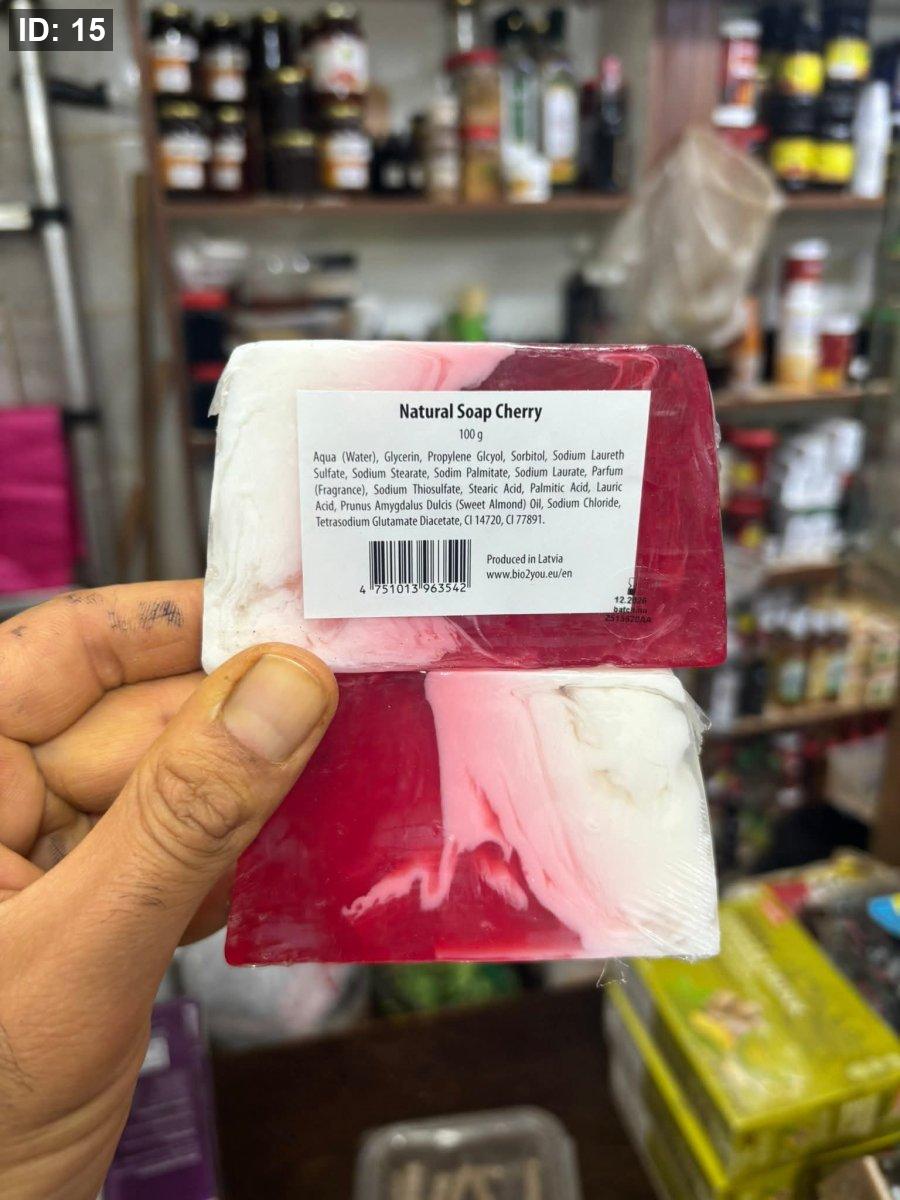 ID: 15
Natural Soap Cherry
100 g
Aqua (Water), Glycerin, Propylene Glcyol, Sorbitol, Sodium Laureth
Sulfate, Sodium Stearate, Sodim Palmitate, Sodium Laurate, Parfum
(Fragrance), Sodium Thiosulfate, Stearic Acid, Palmitic Acid, Lauric
Acid, Prunus Amygdalus Dulcis (Sweet Almond) Oil, Sodium Chloride,
Tetrasodium Glutamate Diacetate, CI 14720, CI 77891.
Produced in Latvia
www.bio2you.eu/en
4 751013 963542
12.2026